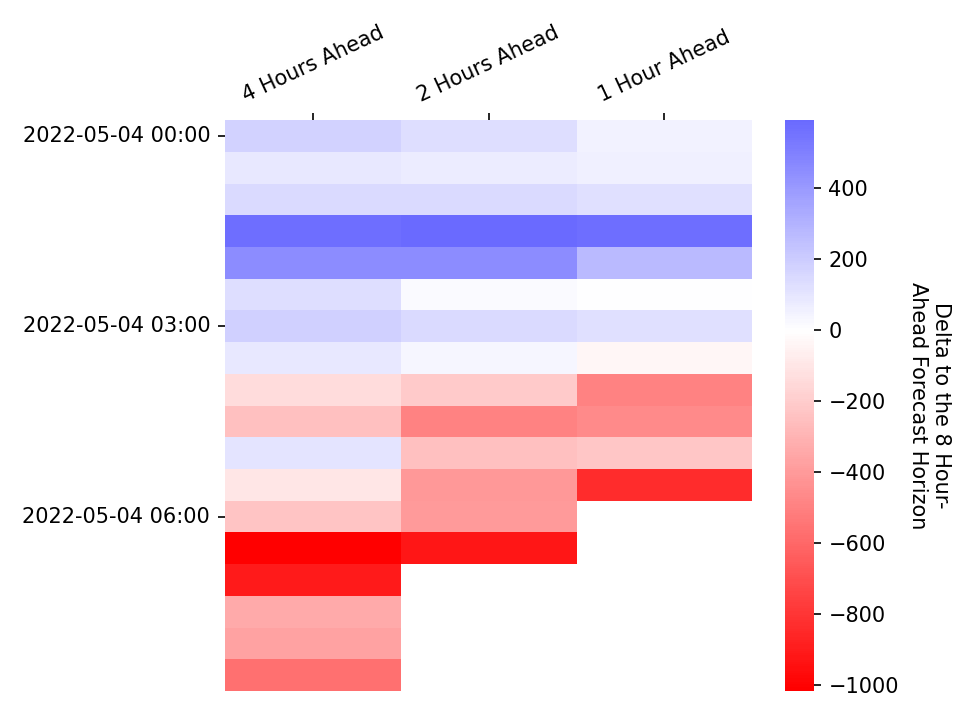 4 Hours Ahead
2 Hours Ahead
1 Hour Ahead
2022-05-04 00:00
2022-05-04 03:00
2022-05-04 06:00
400
200
0
−200
−400
−600
−800
−1000
Delta to the 8 Hour-
Ahead Forecast Horizon